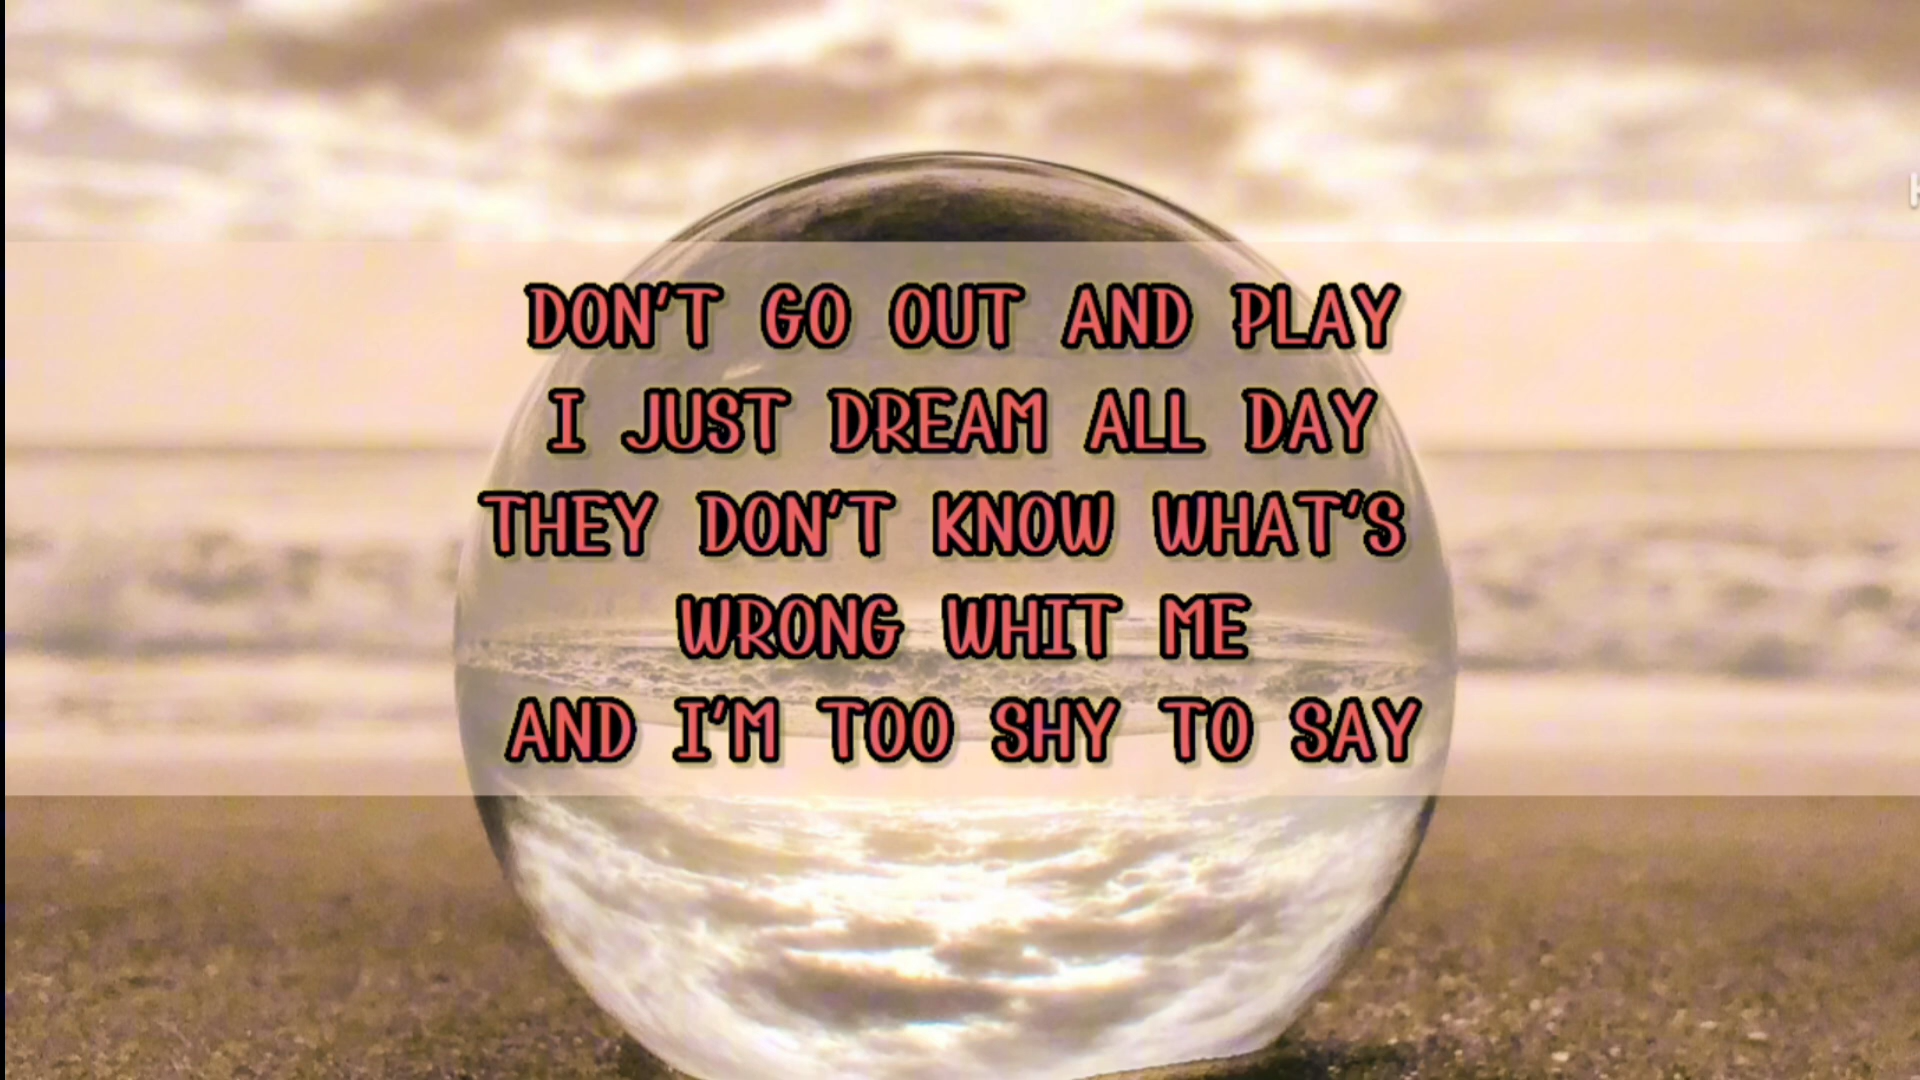 DON'T GO OUT AND PLAY
I JUST DREAM ALL DAY
THEY DON'T KNOW WHAT'S
WRONG WHIT ME
AND I'M TOO SHY TO SAY